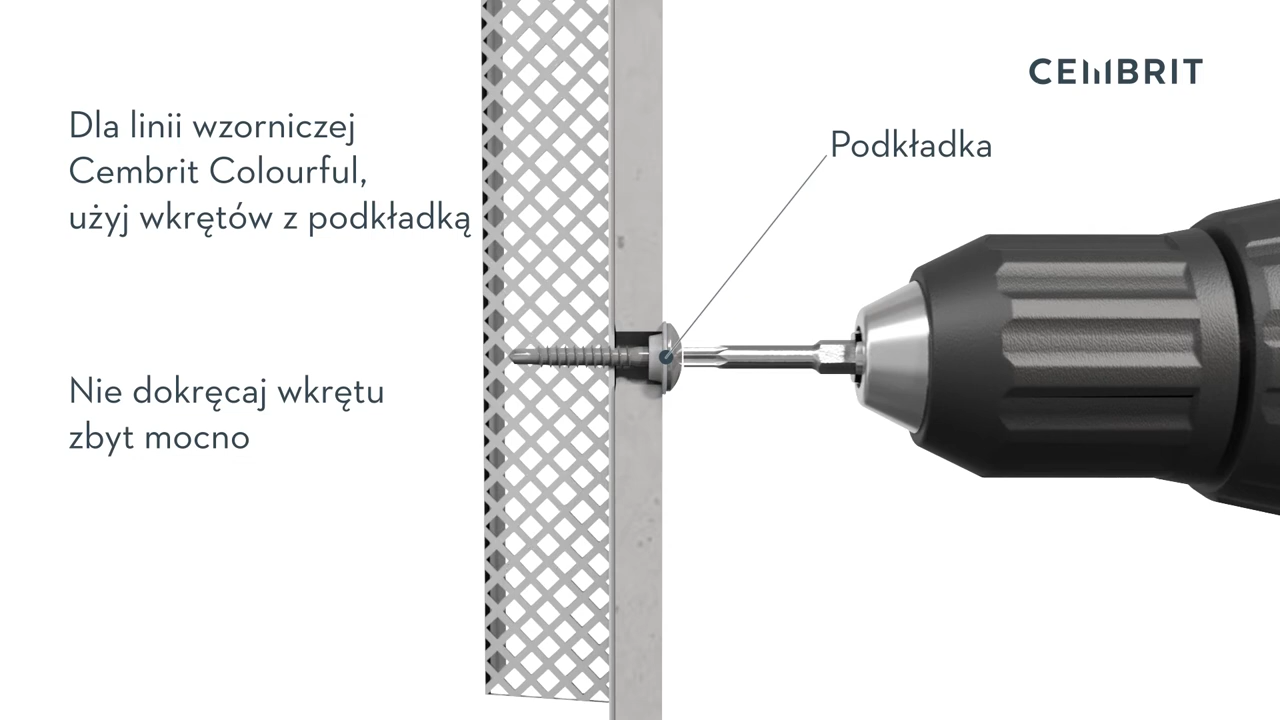 CEMBRIT
Dla linii wzorniczej
Cembrit Colourful,
użyj wkrętów z podkładką
Podkładka
Nie dokręcaj wkrętu
zbyt mocno